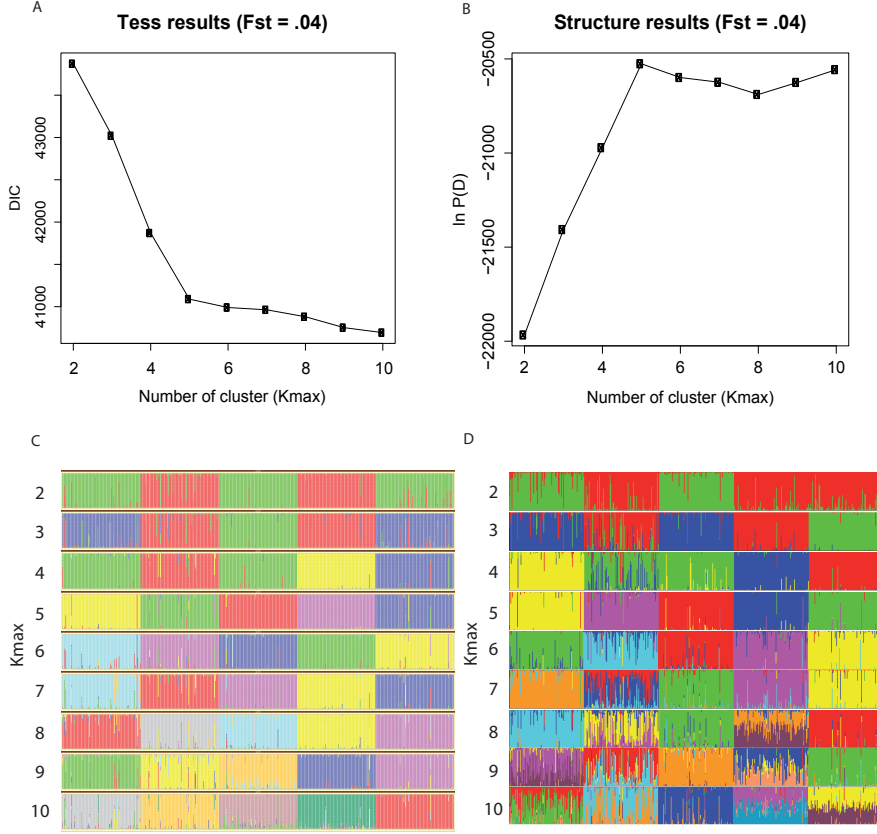 A
Tess results (Fst = .04)
DIC
43000
42000
41000
2 4 6 8 10
Number of cluster (Kmax)
B
Structure results (Fst = .04)
ln P(D)
−20500
−21000
−21500
−22000
2 4 6 8 10
Number of cluster (Kmax)
C
Kmax
2
3
4
5
6
7
8
9
10
D
Kmax
2
3
4
5
6
7
8
9
10